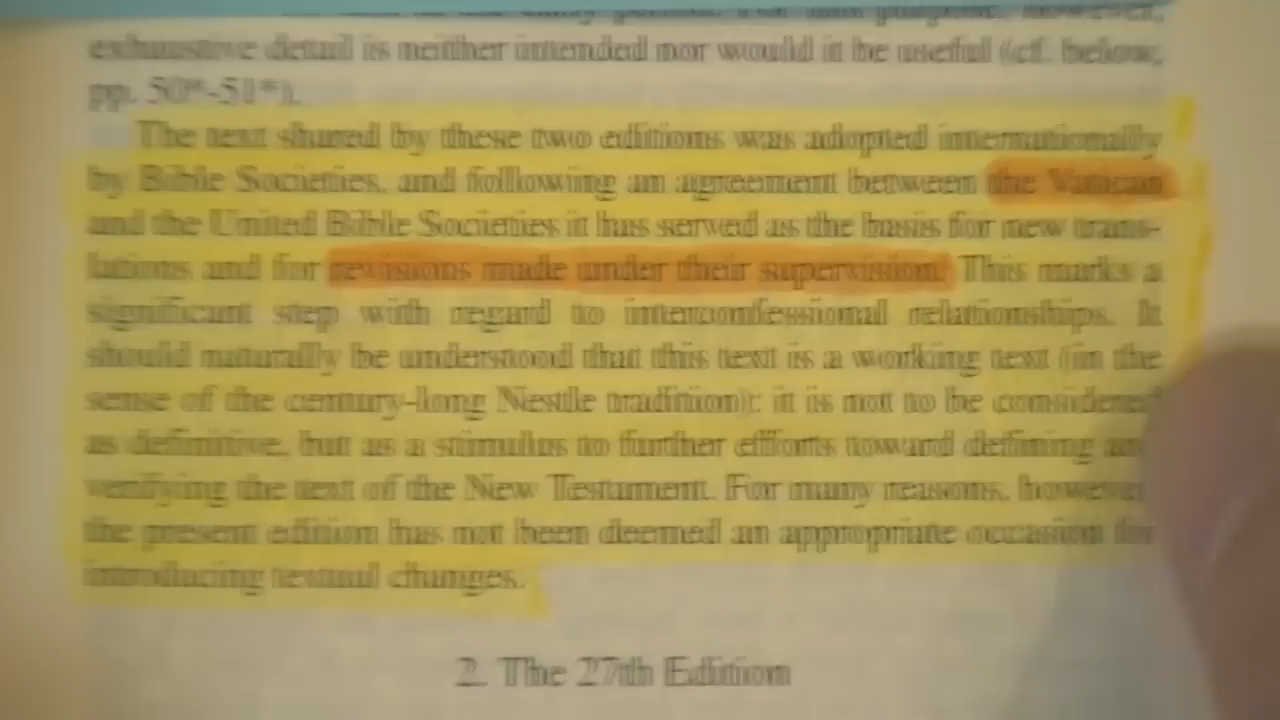 purpose, however,
exhaustive detail is neither intended nor would it be useful (cf. below,
pp. 50*-51*).
The text shared by these two editions was adopted internationally
by Bible Societies, and following an agreement between the Vatican
and the United Bible Societies it has served as the basis for new trans-
lations and for revisions made under their supervision. This marks a
significant step with regard to interconfessional relationships. It
should naturally be understood that this text is a working text (in the
sense of the century-long Nestle tradition): it is not to be considered
as definitive, but as a stimulus to further efforts toward defining and
verifying the text of the New Testament. For many reasons, however
the present edition has not been deemed an appropriate occasion for
introducing textual changes.
2. The 27th Edition